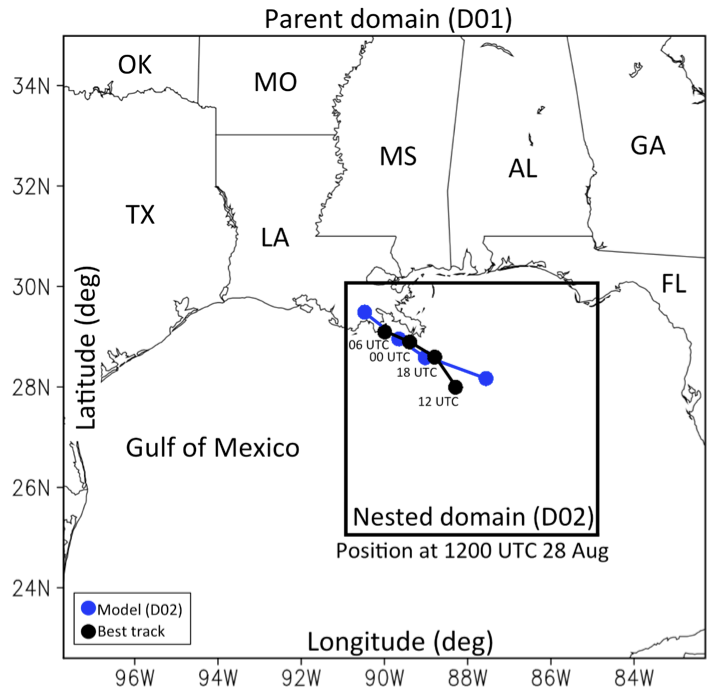 Parent domain (D01)
34N
32N
30N
28N
26N
24N
Latitude (deg)
OK
MO
MS
AL
GA
TX
LA
FL
06 UTC
00 UTC
18 UTC
12 UTC
Gulf of Mexico
Nested domain (D02)
Position at 1200 UTC 28 Aug
Model (D02)
Best track
Longitude (deg)
96W 94W 92W 90W 88W 86W 84W